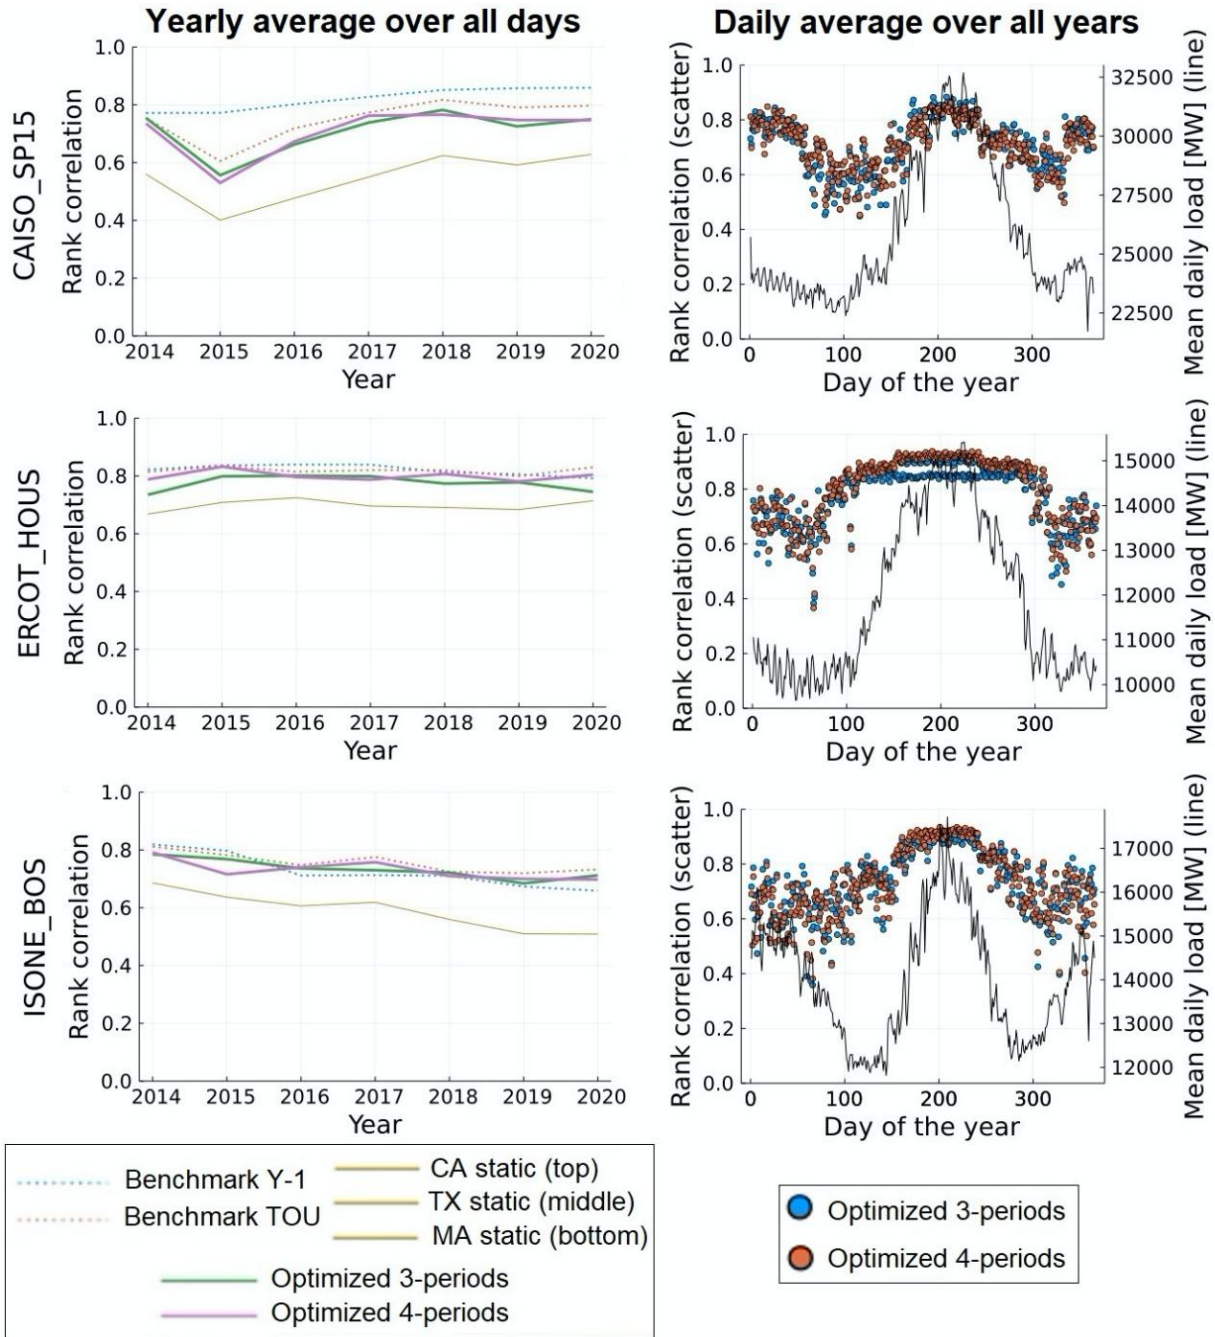 Yearly average over all days
Daily average over all years
CAISO_SP15
Rank correlation
1.0
0.8
0.6
0.4
0.2
0.0
2014 2015 2016 2017 2018 2019 2020
Year
Rank correlation (scatter)
1.0
0.8
0.6
0.4
0.2
0.0
0 100 200 300
Day of the year
32500
30000
27500
25000
22500
Mean daily load [MW] (line)
ERCOT_HOUS
Rank correlation
1.0
0.8
0.6
0.4
0.2
0.0
2014 2015 2016 2017 2018 2019 2020
Year
Rank correlation (scatter)
1.0
0.8
0.6
0.4
0.2
0.0
0 100 200 300
Day of the year
15000
14000
13000
12000
11000
10000
Mean daily load [MW] (line)
ISONE_BOS
Rank correlation
1.0
0.8
0.6
0.4
0.2
0.0
2014 2015 2016 2017 2018 2019 2020
Year
Rank correlation (scatter)
1.0
0.8
0.6
0.4
0.2
0.0
0 100 200 300
Day of the year
17000
16000
15000
14000
13000
12000
Mean daily load [MW] (line)
Benchmark Y-1
Benchmark TOU
CA static (top)
TX static (middle)
MA static (bottom)
Optimized 3-periods
Optimized 4-periods
Optimized 3-periods
Optimized 4-periods